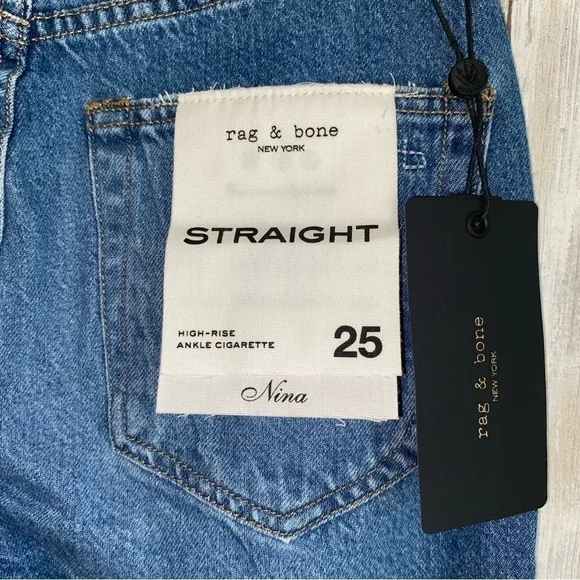 rag & bone
NEW YORK
STRAIGHT
HIGH-RISE
ANKLE CIGARETTE
25
Nina
rag & bone
NEW YORK